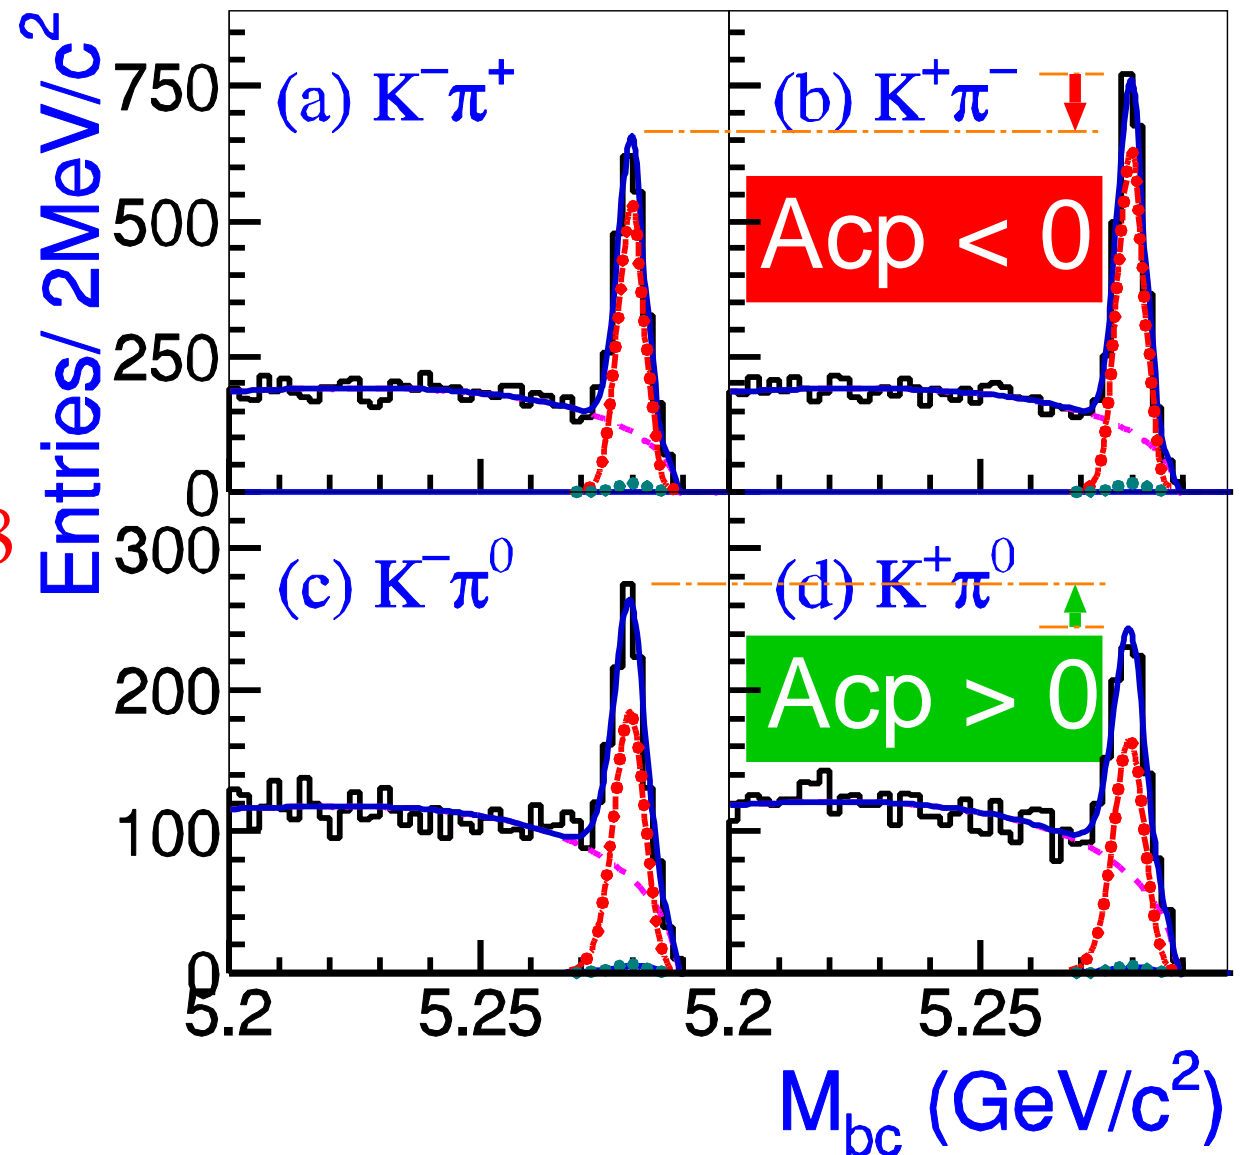 Entries/ 2MeV/c²
(a) K⁻π⁺
(b) K⁺π⁻
Acp < 0
750
500
250
0
(c) K⁻π⁰
(d) K⁺π⁰
Acp > 0
300
200
100
0
5.2
5.25
5.2
5.25
M_bc (GeV/c²)